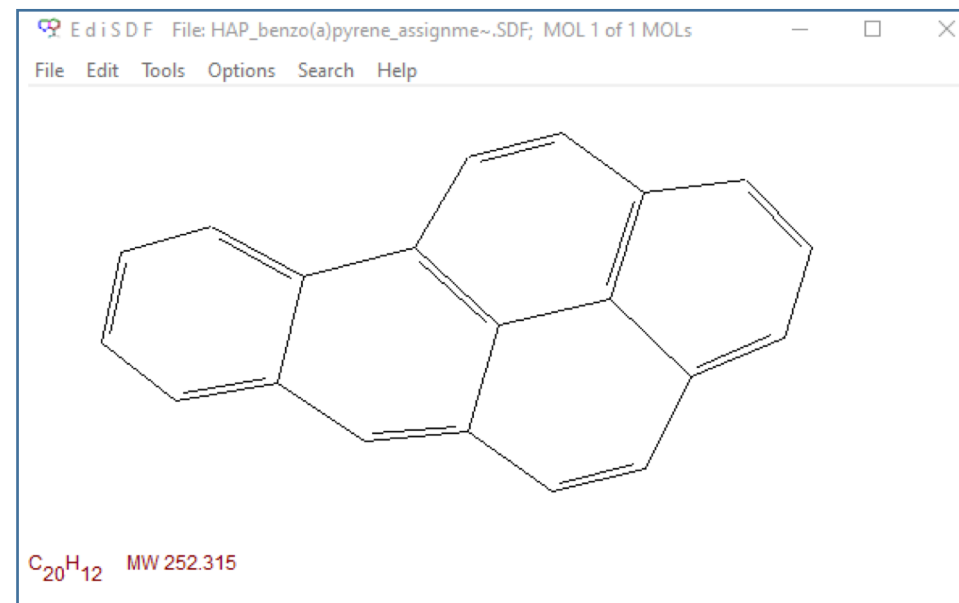 E d i S D F File: HAP_benzo(a)pyrene_assignme~.SDF; MOL 1 of 1 MOLs
File Edit Tools Options Search Help
C20H12 MW 252.315